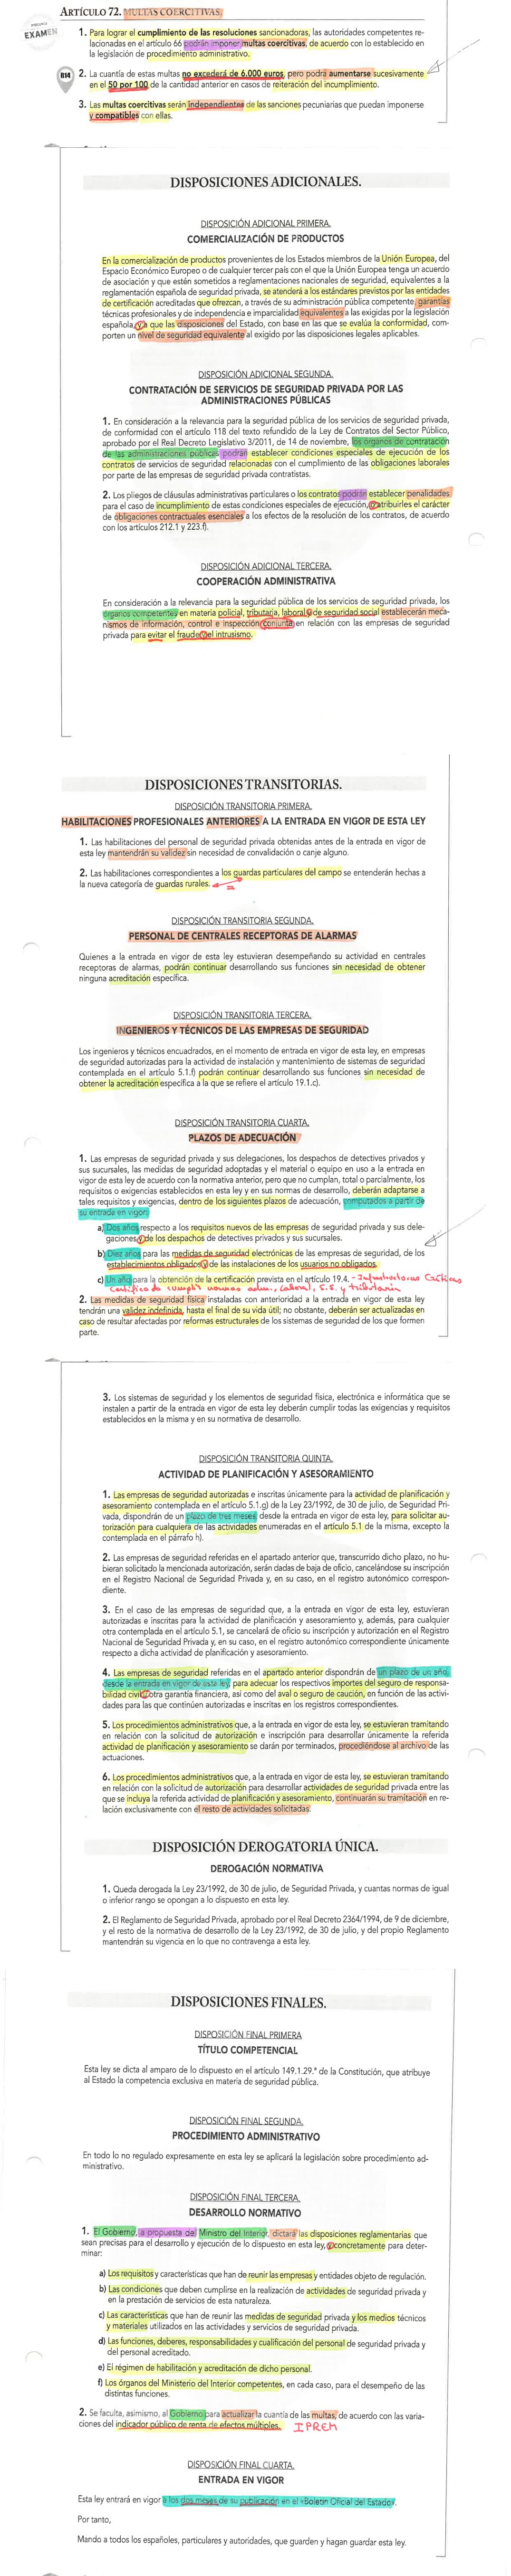 ARTÍCULO 72. MULTAS COERCITIVAS.
EXAMEN
1. Para lograr el cumplimiento de las resoluciones sancionadoras, las autoridades competentes re-
lacionadas en el artículo 66 podrán imponer multas coercitivas, de acuerdo con lo establecido en
la legislación de procedimiento administrativo.
R14
2. La cuantía de estas multas no excederá de 6.000 euros, pero podrá aumentarse sucesivamente
en el 50 por 100 de la cantidad anterior en casos de reiteración del incumplimiento.
3. Las multas coercitivas serán independientes de las sanciones pecuniarias que puedan imponerse
y compatibles con ellas.
DISPOSICIONES ADICIONALES.
DISPOSICIÓN ADICIONAL PRIMERA.
COMERCIALIZACIÓN DE PRODUCTOS
En la comercialización de productos provenientes de los Estados miembros de la Unión Europea, del
Espacio Económico Europeo o de cualquier tercer país con el que la Unión Europea tenga un acuerdo
de asociación y que estén sometidos a reglamentaciones nacionales de seguridad, equivalentes a la
reglamentación española de seguridad privada, se atenderá a los estándares previstos por las entidades
de certificación acreditadas que ofrezcan, a través de su administración pública competente, garantías
técnicas profesionales y de independencia e imparcialidad equivalentes a las exigidas por la legislación
española, y a que las disposiciones del Estado, con base en las que se evalúa la conformidad, com-
porten un nivel de seguridad equivalente al exigido por las disposiciones legales aplicables.
DISPOSICIÓN ADICIONAL SEGUNDA.
CONTRATACIÓN DE SERVICIOS DE SEGURIDAD PRIVADA POR LAS
ADMINISTRACIONES PÚBLICAS
1. En consideración a la relevancia para la seguridad pública de los servicios de seguridad privada,
de conformidad con el artículo 118 del texto refundido de la Ley de Contratos del Sector Público,
aprobado por el Real Decreto Legislativo 3/2011, de 14 de noviembre, los órganos de contratación
de las administraciones públicas podrán establecer condiciones especiales de ejecución de los
contratos de servicios de seguridad relacionadas con el cumplimiento de las obligaciones laborales
por parte de las empresas de seguridad privada contratistas.
2. Los pliegos de cláusulas administrativas particulares o los contratos podrán establecer penalidades
para el caso de incumplimiento de estas condiciones especiales de ejecución, o atribuirles el carácter
de obligaciones contractuales esenciales a los efectos de la resolución de los contratos, de acuerdo
con los artículos 212.1 y 223.f).
DISPOSICIÓN ADICIONAL TERCERA.
COOPERACIÓN ADMINISTRATIVA
En consideración a la relevancia para la seguridad pública de los servicios de seguridad privada, los
órganos competentes en materia policial, tributaria, laboral y de seguridad social establecerán meca-
nismos de información, control e inspección conjunta en relación con las empresas de seguridad
privada para evitar el fraude y el intrusismo.
DISPOSICIONES TRANSITORIAS.
DISPOSICIÓN TRANSITORIA PRIMERA.
HABILITACIONES PROFESIONALES ANTERIORES A LA ENTRADA EN VIGOR DE ESTA LEY
1. Las habilitaciones del personal de seguridad privada obtenidas antes de la entrada en vigor de
esta ley mantendrán su validez sin necesidad de convalidación o canje alguno.
2. Las habilitaciones correspondientes a los guardas particulares del campo se entenderán hechas a
la nueva categoría de guardas rurales.
=
DISPOSICIÓN TRANSITORIA SEGUNDA.
PERSONAL DE CENTRALES RECEPTORAS DE ALARMAS
Quienes a la entrada en vigor de esta ley estuvieran desempeñando su actividad en centrales
receptoras de alarmas, podrán continuar desarrollando sus funciones sin necesidad de obtener
ninguna acreditación específica.
DISPOSICIÓN TRANSITORIA TERCERA.
INGENIEROS Y TÉCNICOS DE LAS EMPRESAS DE SEGURIDAD
Los ingenieros y técnicos encuadrados, en el momento de entrada en vigor de esta ley, en empresas
de seguridad autorizadas para la actividad de instalación y mantenimiento de sistemas de seguridad
contemplada en el artículo 5.1.f) podrán continuar desarrollando sus funciones sin necesidad de
obtener la acreditación específica a la que se refiere el artículo 19.1.c).
DISPOSICIÓN TRANSITORIA CUARTA.
PLAZOS DE ADECUACIÓN
1. Las empresas de seguridad privada y sus delegaciones, los despachos de detectives privados y
sus sucursales, las medidas de seguridad adoptadas y el material o equipo en uso a la entrada en
vigor de esta ley de acuerdo con la normativa anterior, pero que no cumplan, total o parcialmente, los
requisitos o exigencias establecidos en esta ley y en sus normas de desarrollo, deberán adaptarse a
tales requisitos y exigencias, dentro de los siguientes plazos de adecuación, computados a partir de
su entrada en vigor:
a) Dos años respecto a los requisitos nuevos de las empresas de seguridad privada y sus dele-
gaciones y de los despachos de detectives privados y sus sucursales.
b) Diez años para las medidas de seguridad electrónicas de las empresas de seguridad, de los
establecimientos obligados y de las instalaciones de los usuarios no obligados.
c) Un año para la obtención de la certificación prevista en el artículo 19.4. - Infraestructuras Críticas
Certificado cumplir normas admin, laboral, S.S. y tributaria
2. Las medidas de seguridad física instaladas con anterioridad a la entrada en vigor de esta ley
tendrán una validez indefinida, hasta el final de su vida útil; no obstante, deberán ser actualizadas en
caso de resultar afectadas por reformas estructurales de los sistemas de seguridad de los que formen
parte.
3. Los sistemas de seguridad y los elementos de seguridad física, electrónica e informática que se
instalen a partir de la entrada en vigor de esta ley deberán cumplir todas las exigencias y requisitos
establecidos en la misma y en su normativa de desarrollo.
DISPOSICIÓN TRANSITORIA QUINTA.
ACTIVIDAD DE PLANIFICACIÓN Y ASESORAMIENTO
1. Las empresas de seguridad autorizadas e inscritas únicamente para la actividad de planificación y
asesoramiento contemplada en el artículo 5.1.g) de la Ley 23/1992, de 30 de julio, de Seguridad Pri-
vada, dispondrán de un plazo de tres meses, desde la entrada en vigor de esta ley, para solicitar au-
torización para cualquiera de las actividades enumeradas en el artículo 5.1 de la misma, excepto la
contemplada en el párrafo h).
2. Las empresas de seguridad referidas en el apartado anterior que, transcurrido dicho plazo, no hu-
bieran solicitado la mencionada autorización, serán dadas de baja de oficio, cancelándose su inscripción
en el Registro Nacional de Seguridad Privada y, en su caso, en el registro autonómico correspon-
diente.
3. En el caso de las empresas de seguridad que, a la entrada en vigor de esta ley, estuvieran
autorizadas e inscritas para la actividad de planificación y asesoramiento y, además, para cualquier
otra contemplada en el artículo 5.1, se cancelará de oficio su inscripción y autorización en el Registro
Nacional de Seguridad Privada y, en su caso, en el registro autonómico correspondiente únicamente
respecto a dicha actividad de planificación y asesoramiento.
4. Las empresas de seguridad referidas en el apartado anterior dispondrán de un plazo de un año,
desde la entrada en vigor de esta ley, para adecuar los respectivos importes del seguro de responsa-
bilidad civil u otra garantía financiera, así como del aval o seguro de caución, en función de las activi-
dades para las que continúen autorizadas e inscritas en los registros correspondientes.
5. Los procedimientos administrativos que, a la entrada en vigor de esta ley, se estuvieran tramitando
en relación con la solicitud de autorización e inscripción para desarrollar únicamente la referida
actividad de planificación y asesoramiento se darán por terminados, procediéndose al archivo de las
actuaciones.
6. Los procedimientos administrativos que, a la entrada en vigor de esta ley, se estuvieran tramitando
en relación con la solicitud de autorización para desarrollar actividades de seguridad privada entre las
que se incluya la referida actividad de planificación y asesoramiento, continuarán su tramitación en re-
lación exclusivamente con el resto de actividades solicitadas.
DISPOSICIÓN DEROGATORIA ÚNICA.
DEROGACIÓN NORMATIVA
1. Queda derogada la Ley 23/1992, de 30 de julio, de Seguridad Privada, y cuantas normas de igual
o inferior rango se opongan a lo dispuesto en esta ley.
2. El Reglamento de Seguridad Privada, aprobado por el Real Decreto 2364/1994, de 9 de diciembre,
y el resto de la normativa de desarrollo de la Ley 23/1992, de 30 de julio, y del propio Reglamento
mantendrán su vigencia en lo que no contravenga a esta ley.
DISPOSICIONES FINALES.
DISPOSICIÓN FINAL PRIMERA
TÍTULO COMPETENCIAL
Esta ley se dicta al amparo de lo dispuesto en el artículo 149.1.29.ª de la Constitución, que atribuye
al Estado la competencia exclusiva en materia de seguridad pública.
DISPOSICIÓN FINAL SEGUNDA.
PROCEDIMIENTO ADMINISTRATIVO
En todo lo no regulado expresamente en esta ley se aplicará la legislación sobre procedimiento ad-
ministrativo.
DISPOSICIÓN FINAL TERCERA.
DESARROLLO NORMATIVO
1. El Gobierno, a propuesta del Ministro del Interior, dictará las disposiciones reglamentarias que
sean precisas para el desarrollo y ejecución de lo dispuesto en esta ley, y concretamente para deter-
minar:
a) Los requisitos y características que han de reunir las empresas y entidades objeto de regulación.
b) Las condiciones que deben cumplirse en la realización de actividades de seguridad privada y
en la prestación de servicios de esta naturaleza.
c) Las características que han de reunir las medidas de seguridad privada y los medios técnicos
y materiales utilizados en las actividades y servicios de seguridad privada.
d) Las funciones, deberes, responsabilidades y cualificación del personal de seguridad privada y
del personal acreditado.
e) El régimen de habilitación y acreditación de dicho personal.
f) Los órganos del Ministerio del Interior competentes, en cada caso, para el desempeño de las
distintas funciones.
2. Se faculta, asimismo, al Gobierno para actualizar la cuantía de las multas, de acuerdo con las varia-
ciones del indicador público de renta de efectos múltiples. IPREM
DISPOSICIÓN FINAL CUARTA.
ENTRADA EN VIGOR
Esta ley entrará en vigor a los dos meses de su publicación en el «Boletín Oficial del Estado».
Por tanto,
Mando a todos los españoles, particulares y autoridades, que guarden y hagan guardar esta ley.